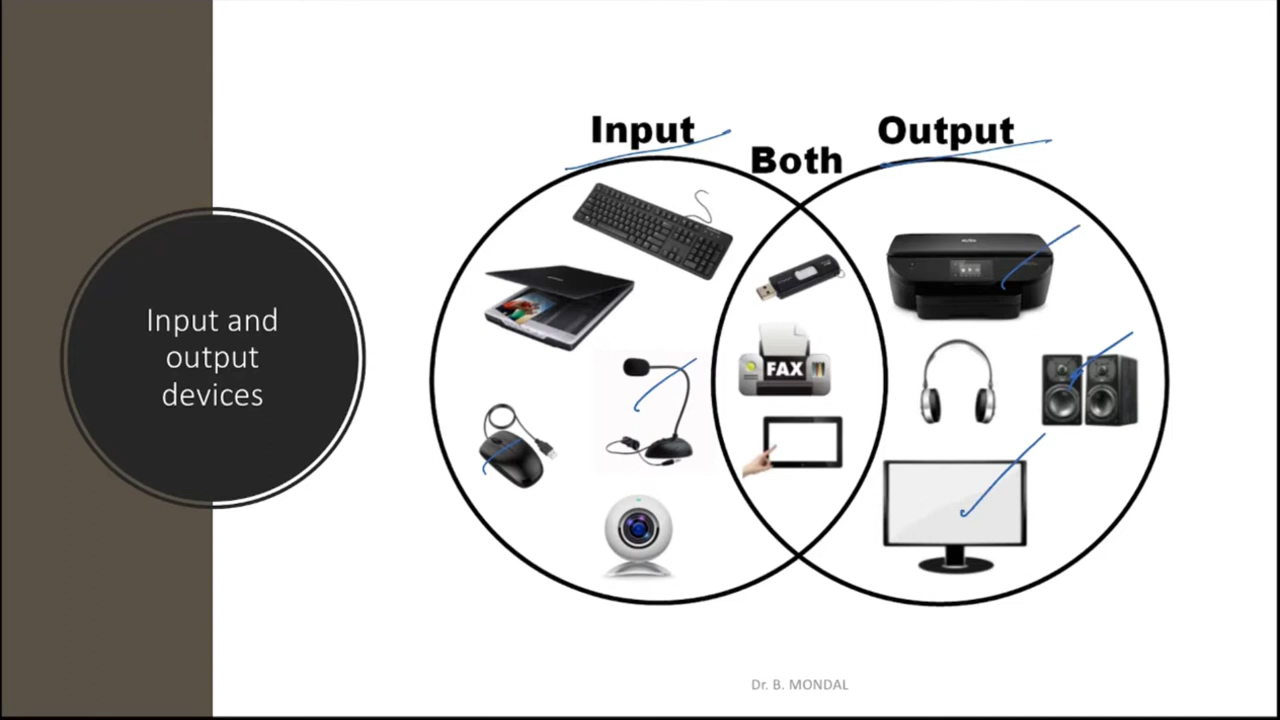 Input and
output
devices
Input
Both
Output
FAX
Dr. B. MONDAL